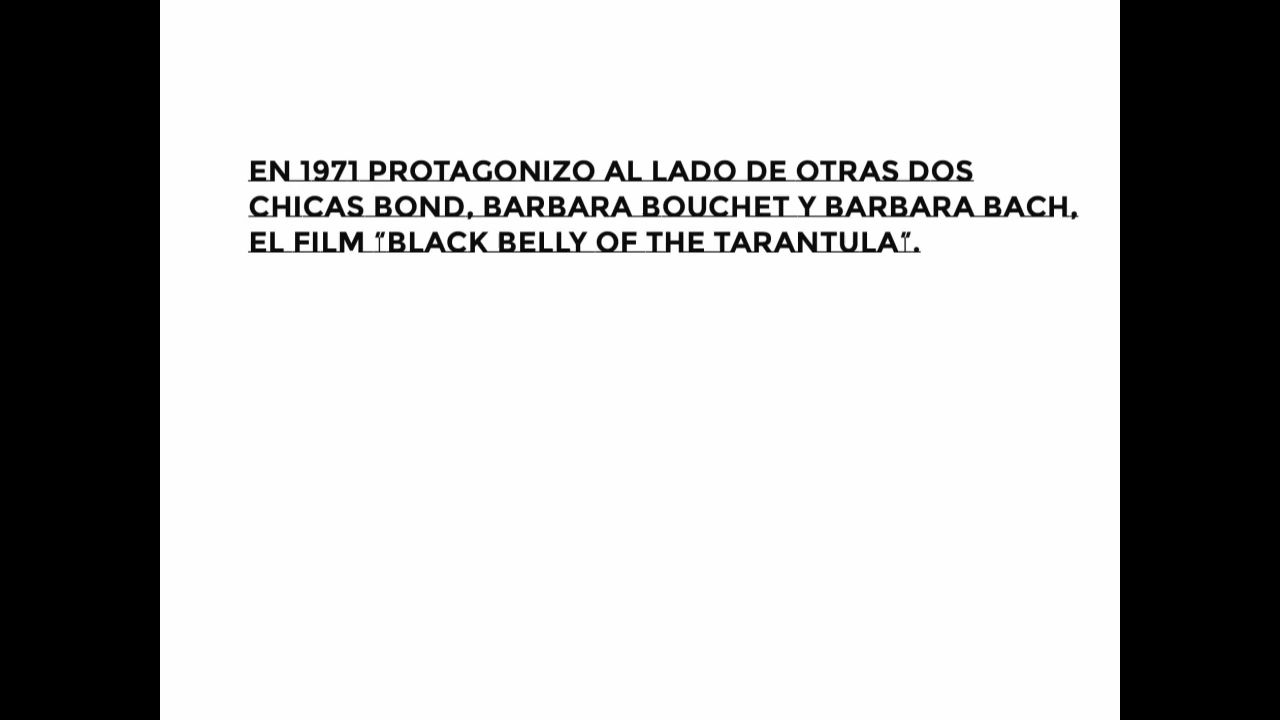 EN 1971 PROTAGONIZO AL LADO DE OTRAS DOS
CHICAS BOND, BARBARA BOUCHET Y BARBARA BACH,
EL FILM "BLACK BELLY OF THE TARANTULA".